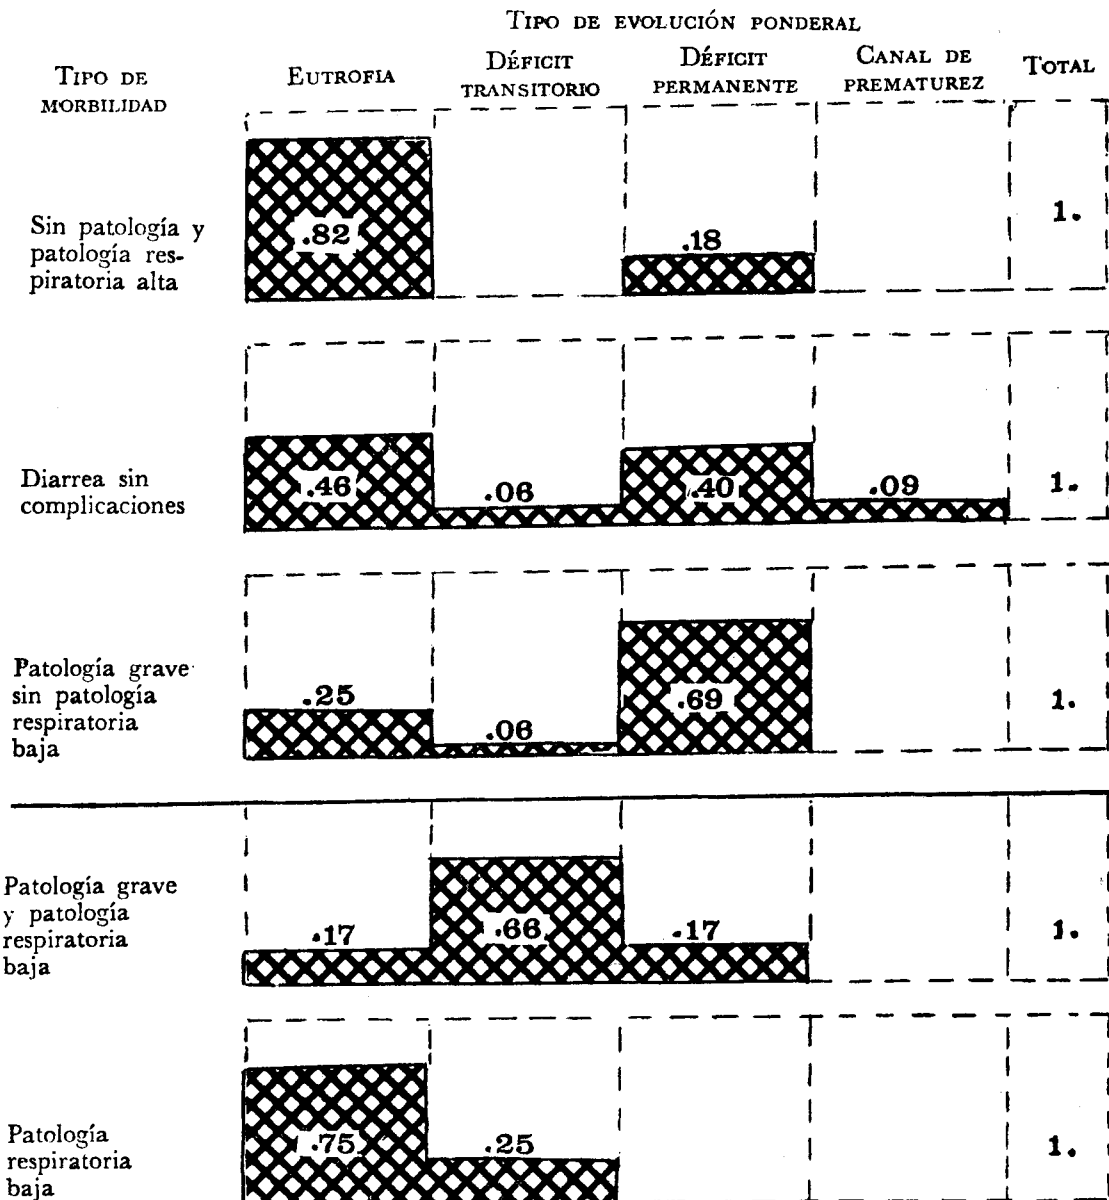 TIPO DE EVOLUCIÓN PONDERAL
TIPO DE
MORBILIDAD
EUTROFIA
DÉFICIT
TRANSITORIO
DÉFICIT
PERMANENTE
CANAL DE
PREMATUREZ
TOTAL
Sin patología y
patología res-
piratoria alta
.82
.18
1.
Diarrea sin
complicaciones
.46
.06
.40
.09
1.
Patología grave
sin patología
respiratoria
baja
.25
.06
.69
1.
Patología grave
y patología
respiratoria
baja
.17
.66
.17
1.
Patología
respiratoria
baja
.75
.25
1.